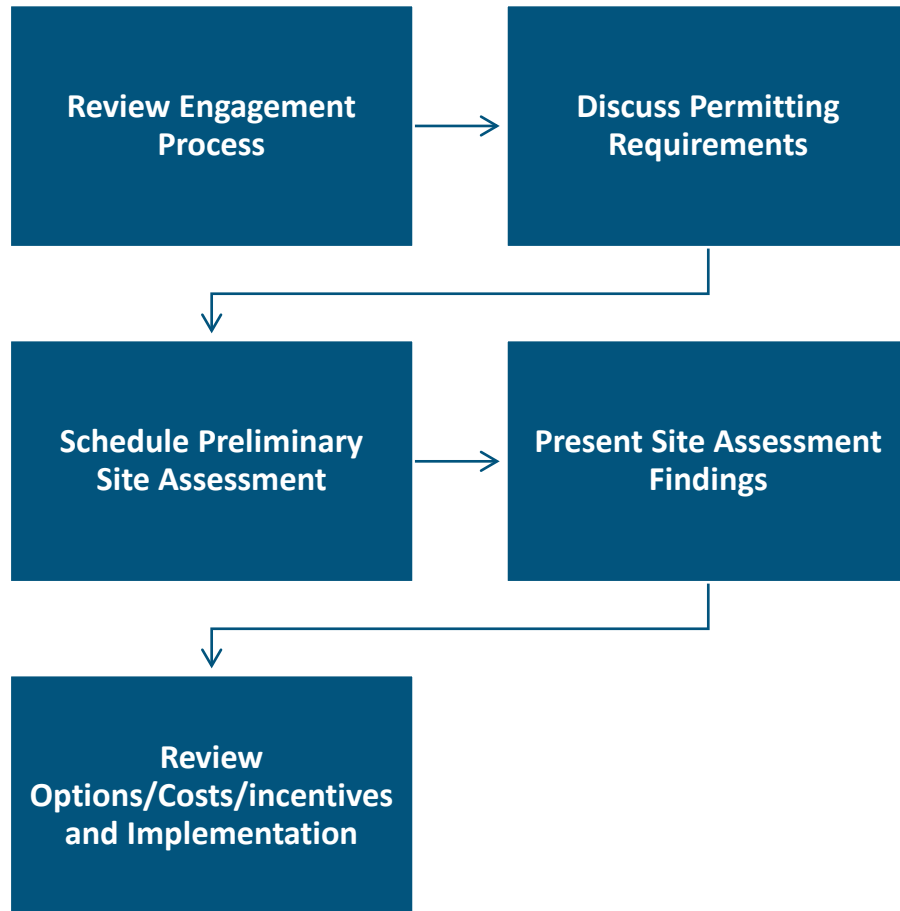 Review Engagement
Process
Discuss Permitting
Requirements
Schedule Preliminary
Site Assessment
Present Site Assessment
Findings
Review
Options/Costs/incentives
and Implementation